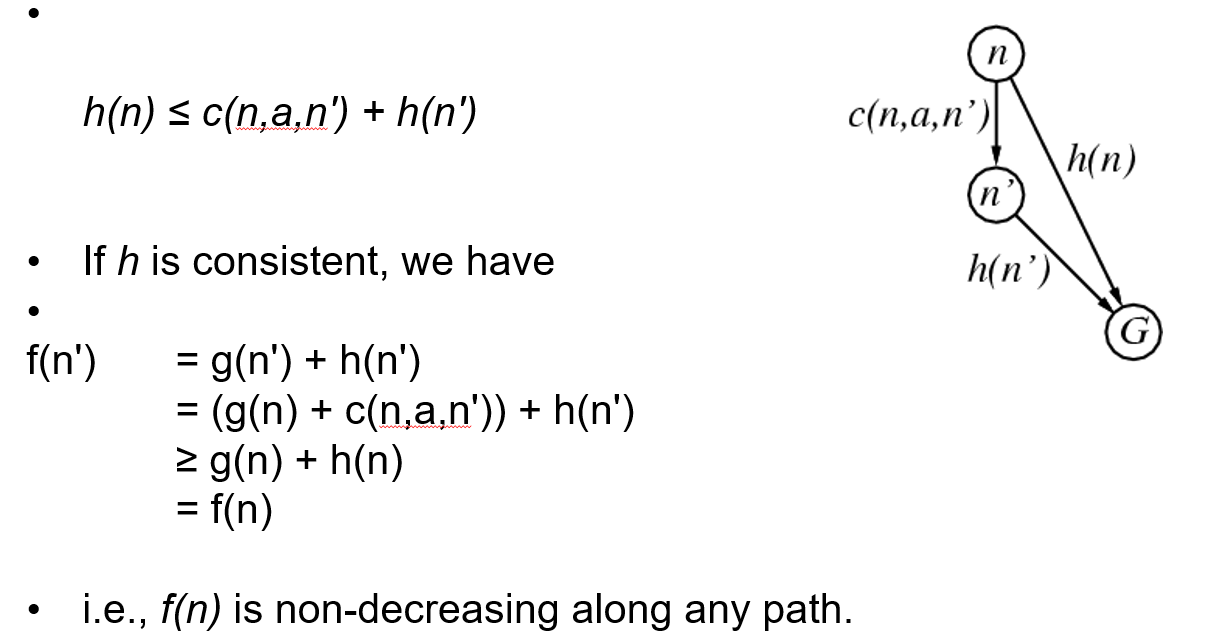 •
h(n) ≤ c(n,a,n') + h(n')
• If h is consistent, we have
•
f(n') = g(n') + h(n')
= (g(n) + c(n,a,n')) + h(n')
≥ g(n) + h(n)
= f(n)
• i.e., f(n) is non-decreasing along any path.
n
c(n,a,n’)
h(n)
n’
h(n’)
G